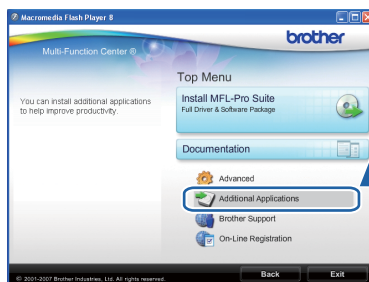 Macromedia Flash Player 8
brother
Multi-Function Center ®
Top Menu
You can install additional applications
to help improve productivity.
Install MFL-Pro Suite
Full Driver & Software Package
Documentation
Advanced
Additional Applications
Brother Support
On-Line Registration
© 2001-2007 Brother Industries, Ltd. All rights reserved.
Back
Exit